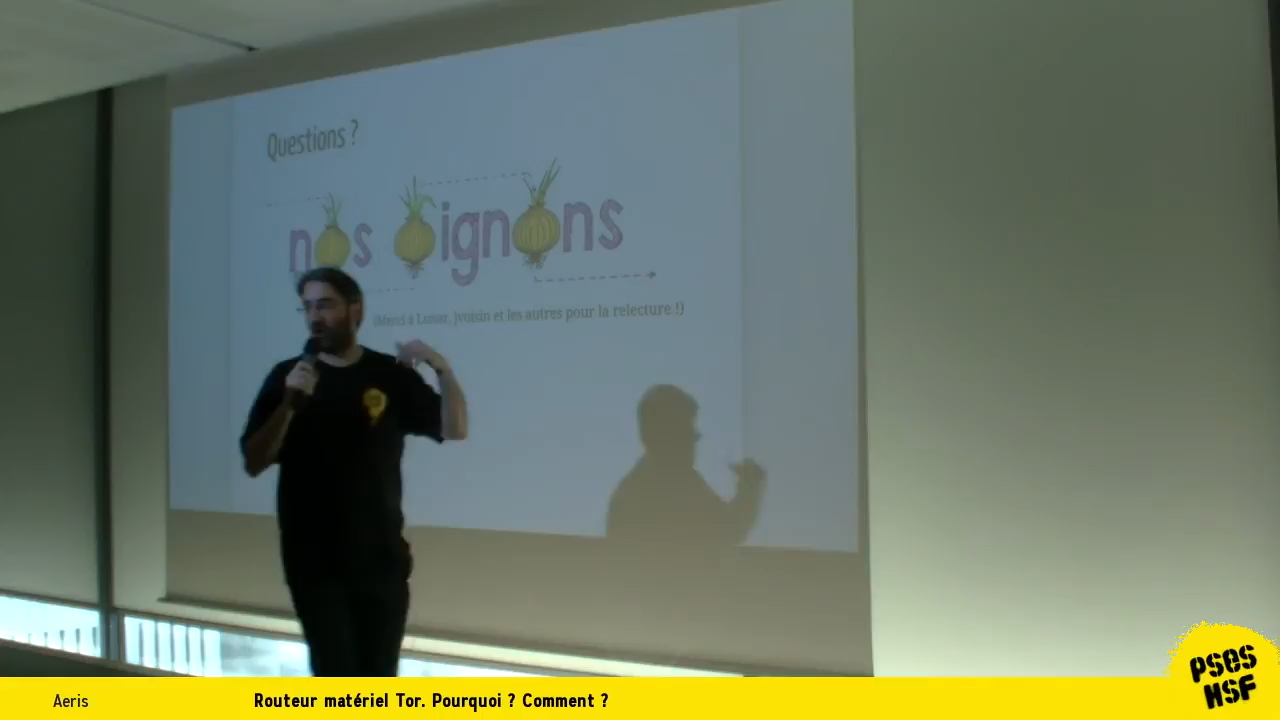 Questions ?
nos oignons
(Merci à Lunar, jvoisin et les autres pour la relecture !)
PSES
HSF
Aeris
Routeur matériel Tor. Pourquoi ? Comment ?